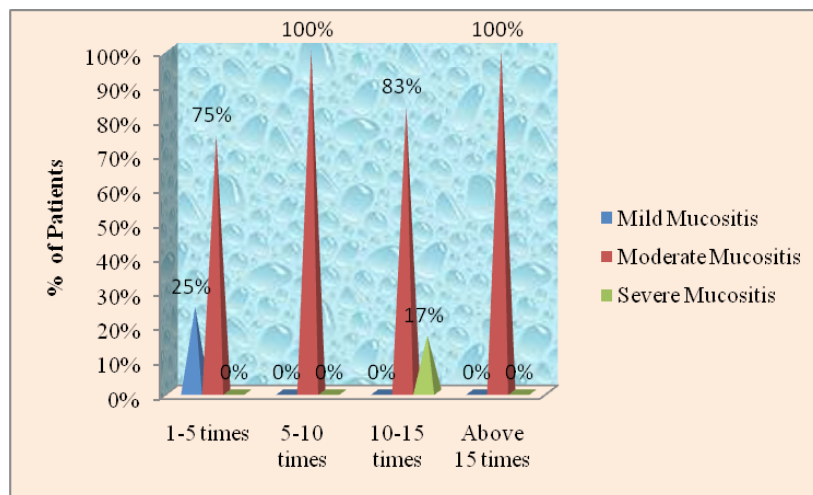 100% 100%
100%
90%
83%
80%
75%
70%
60%
50%
40%
30%
25%
20%
17%
10%
0% 0% 0% 0% 0% 0%
0%
% of Patients
1-5 times 5-10 times 10-15 times Above 15 times
Mild Mucositis
Moderate Mucositis
Severe Mucositis